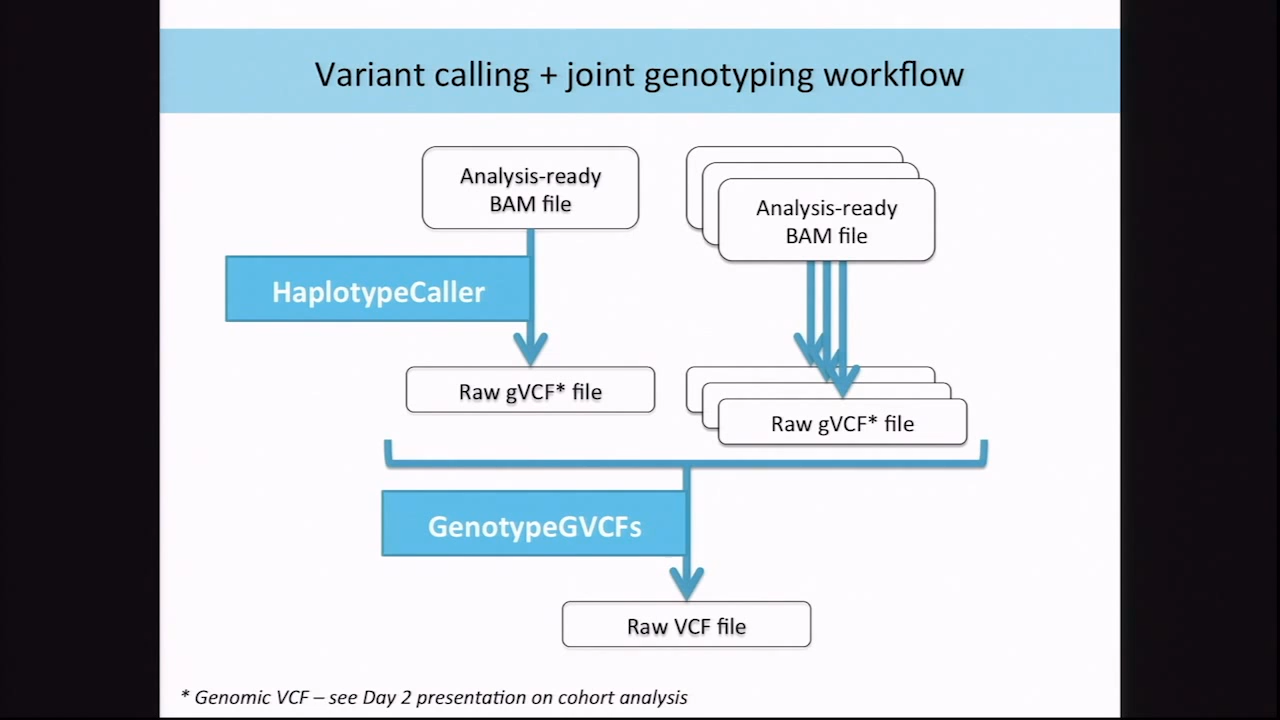 Variant calling + joint genotyping workflow
Analysis-ready
BAM file
Analysis-ready
BAM file
HaplotypeCaller
Raw gVCF* file
Raw gVCF* file
GenotypeGVCFs
Raw VCF file
* Genomic VCF – see Day 2 presentation on cohort analysis